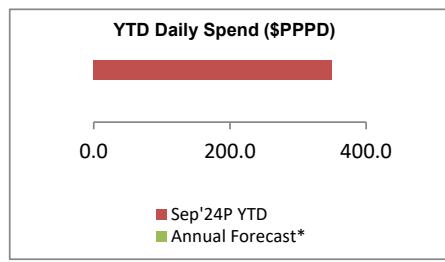 YTD Daily Spend ($PPPD)
0.0 200.0 400.0
Sep'24P YTD
Annual Forecast*